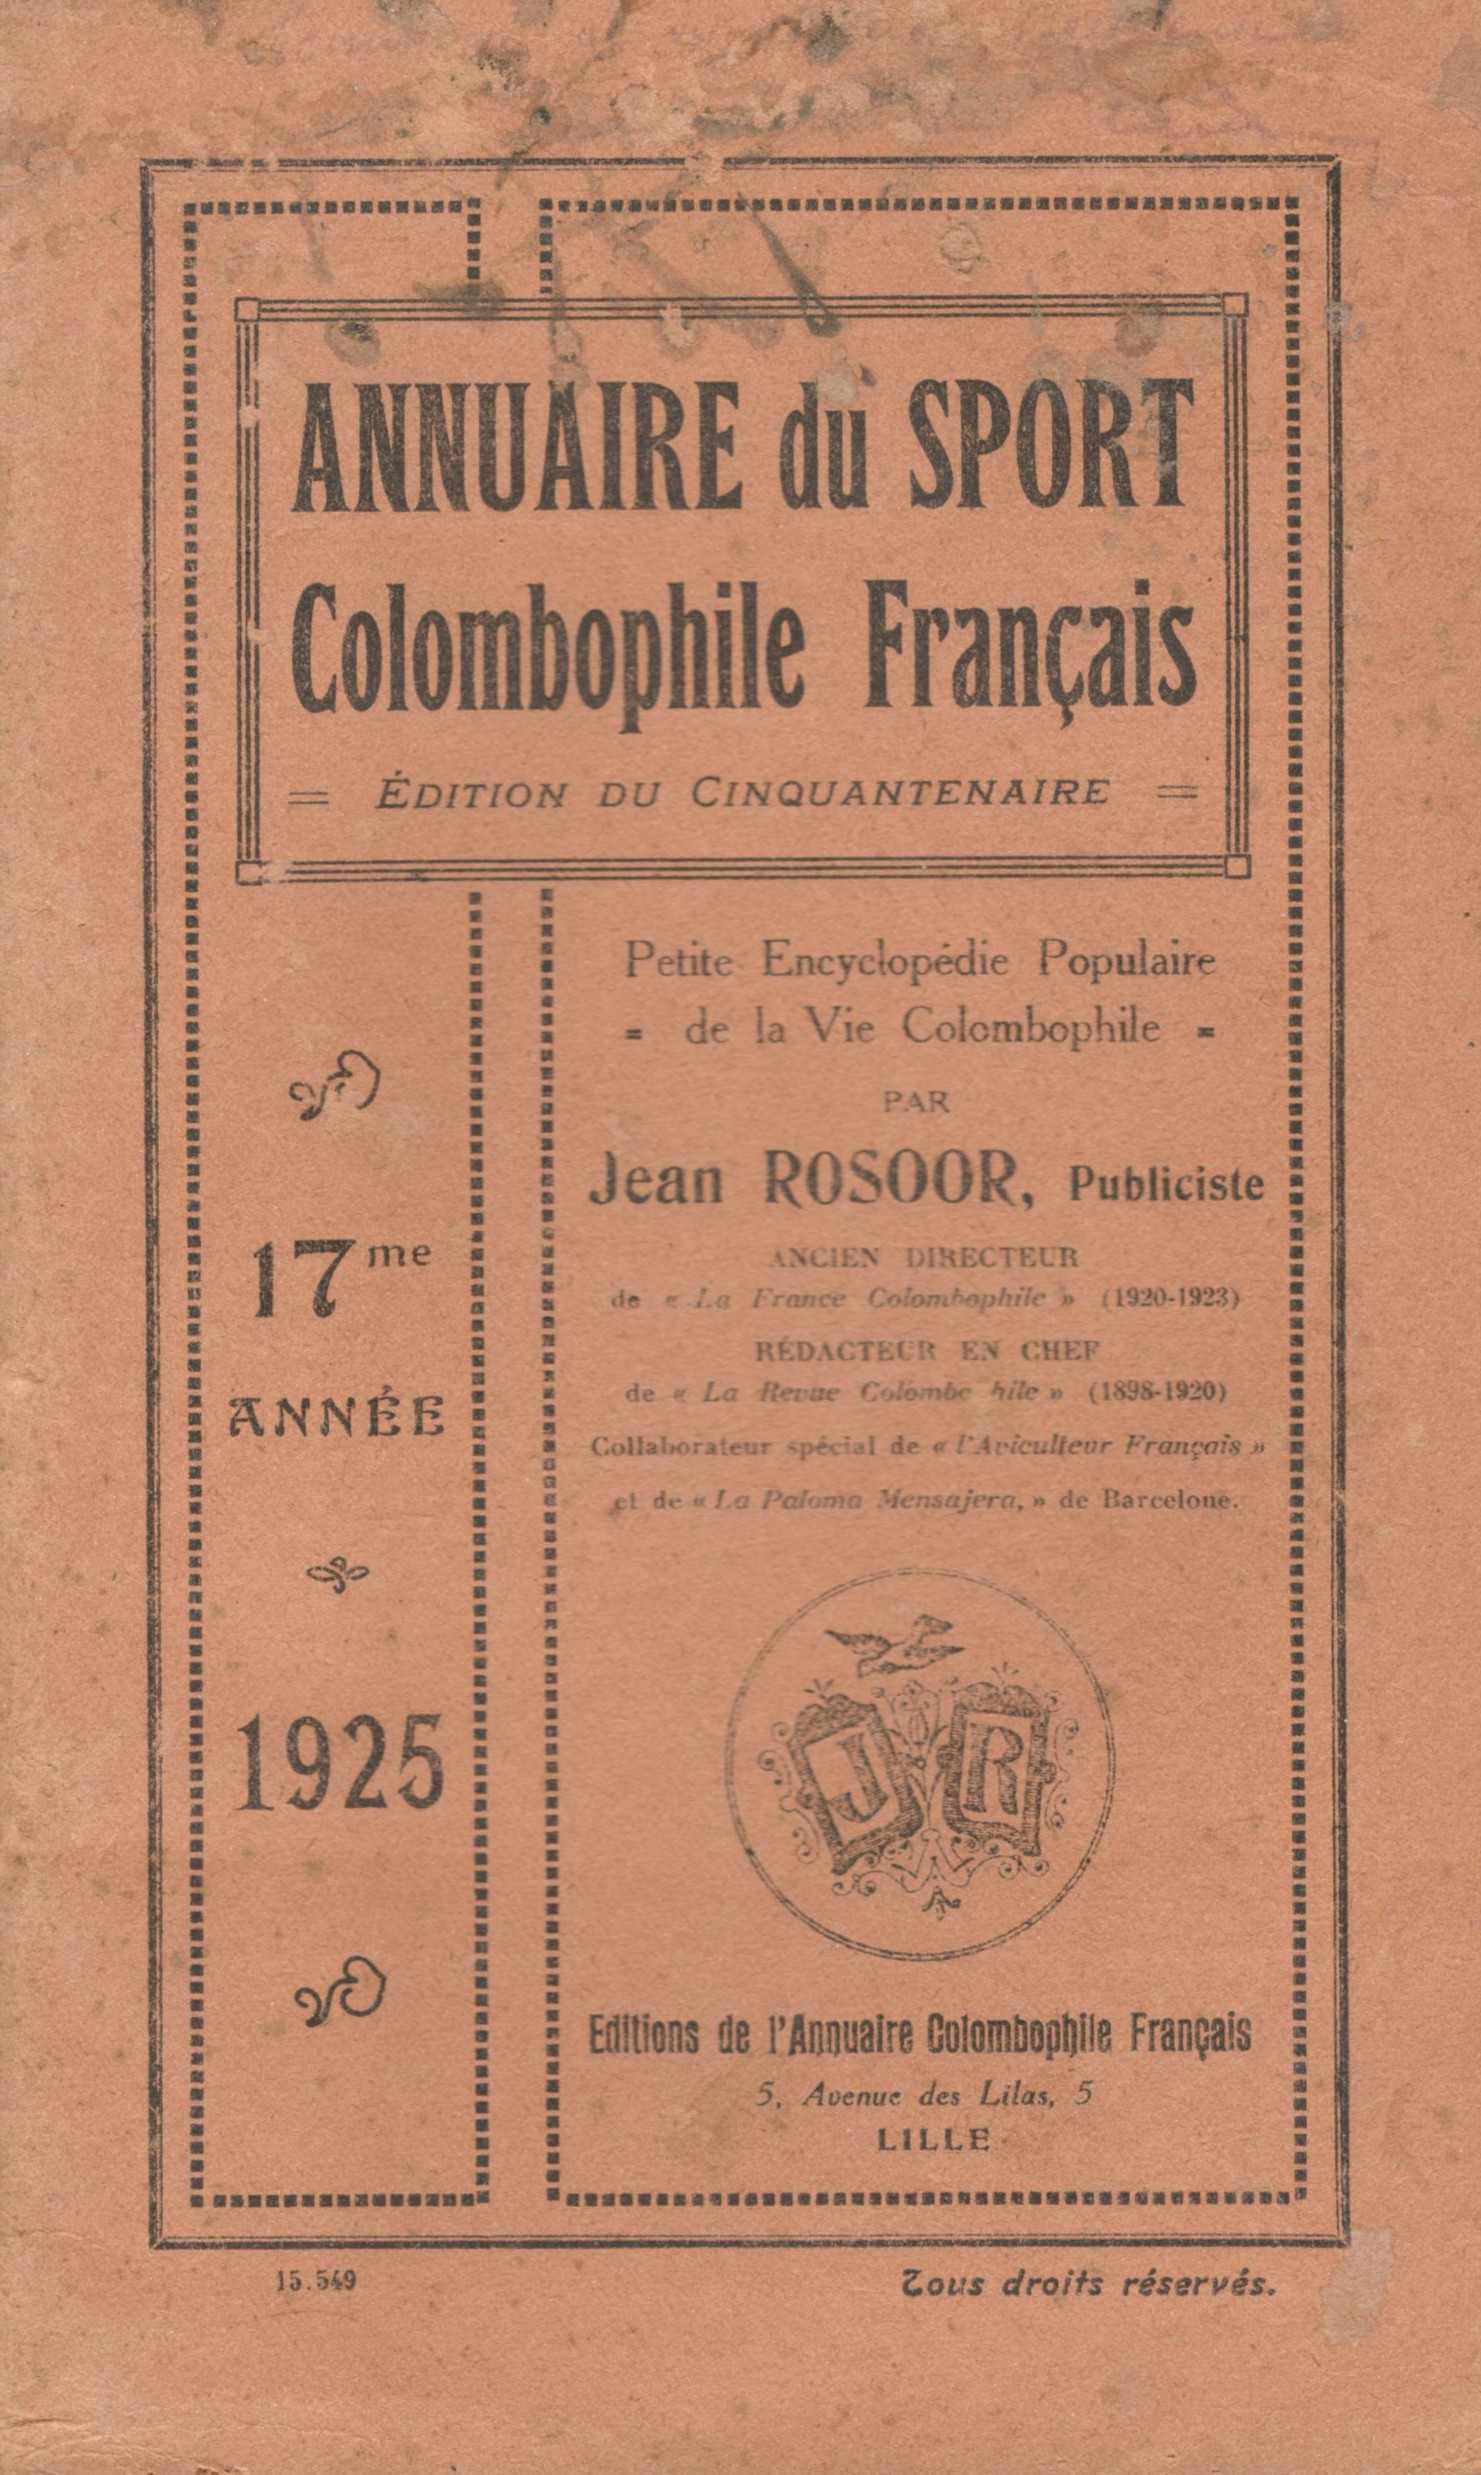 ANNUAIRE du SPORT
Colombophile Français
= ÉDITION DU CINQUANTENAIRE =
17me
ANNÉE
1925
Petite Encyclopédie Populaire
= de la Vie Colombophile =
PAR
Jean ROSOOR, Publiciste
ANCIEN DIRECTEUR
de « La France Colombophile » (1920-1923)
RÉDACTEUR EN CHEF
de « La Revue Colombo hile » (1898-1920)
Collaborateur spécial de « l'Aviculteur Français »
et de « La Paloma Mensajera, » de Barcelone.
J R
Editions de l'Annuaire Colombophile Français
5, Avenue des Lilas, 5
LILLE
15.549
Tous droits réservés.